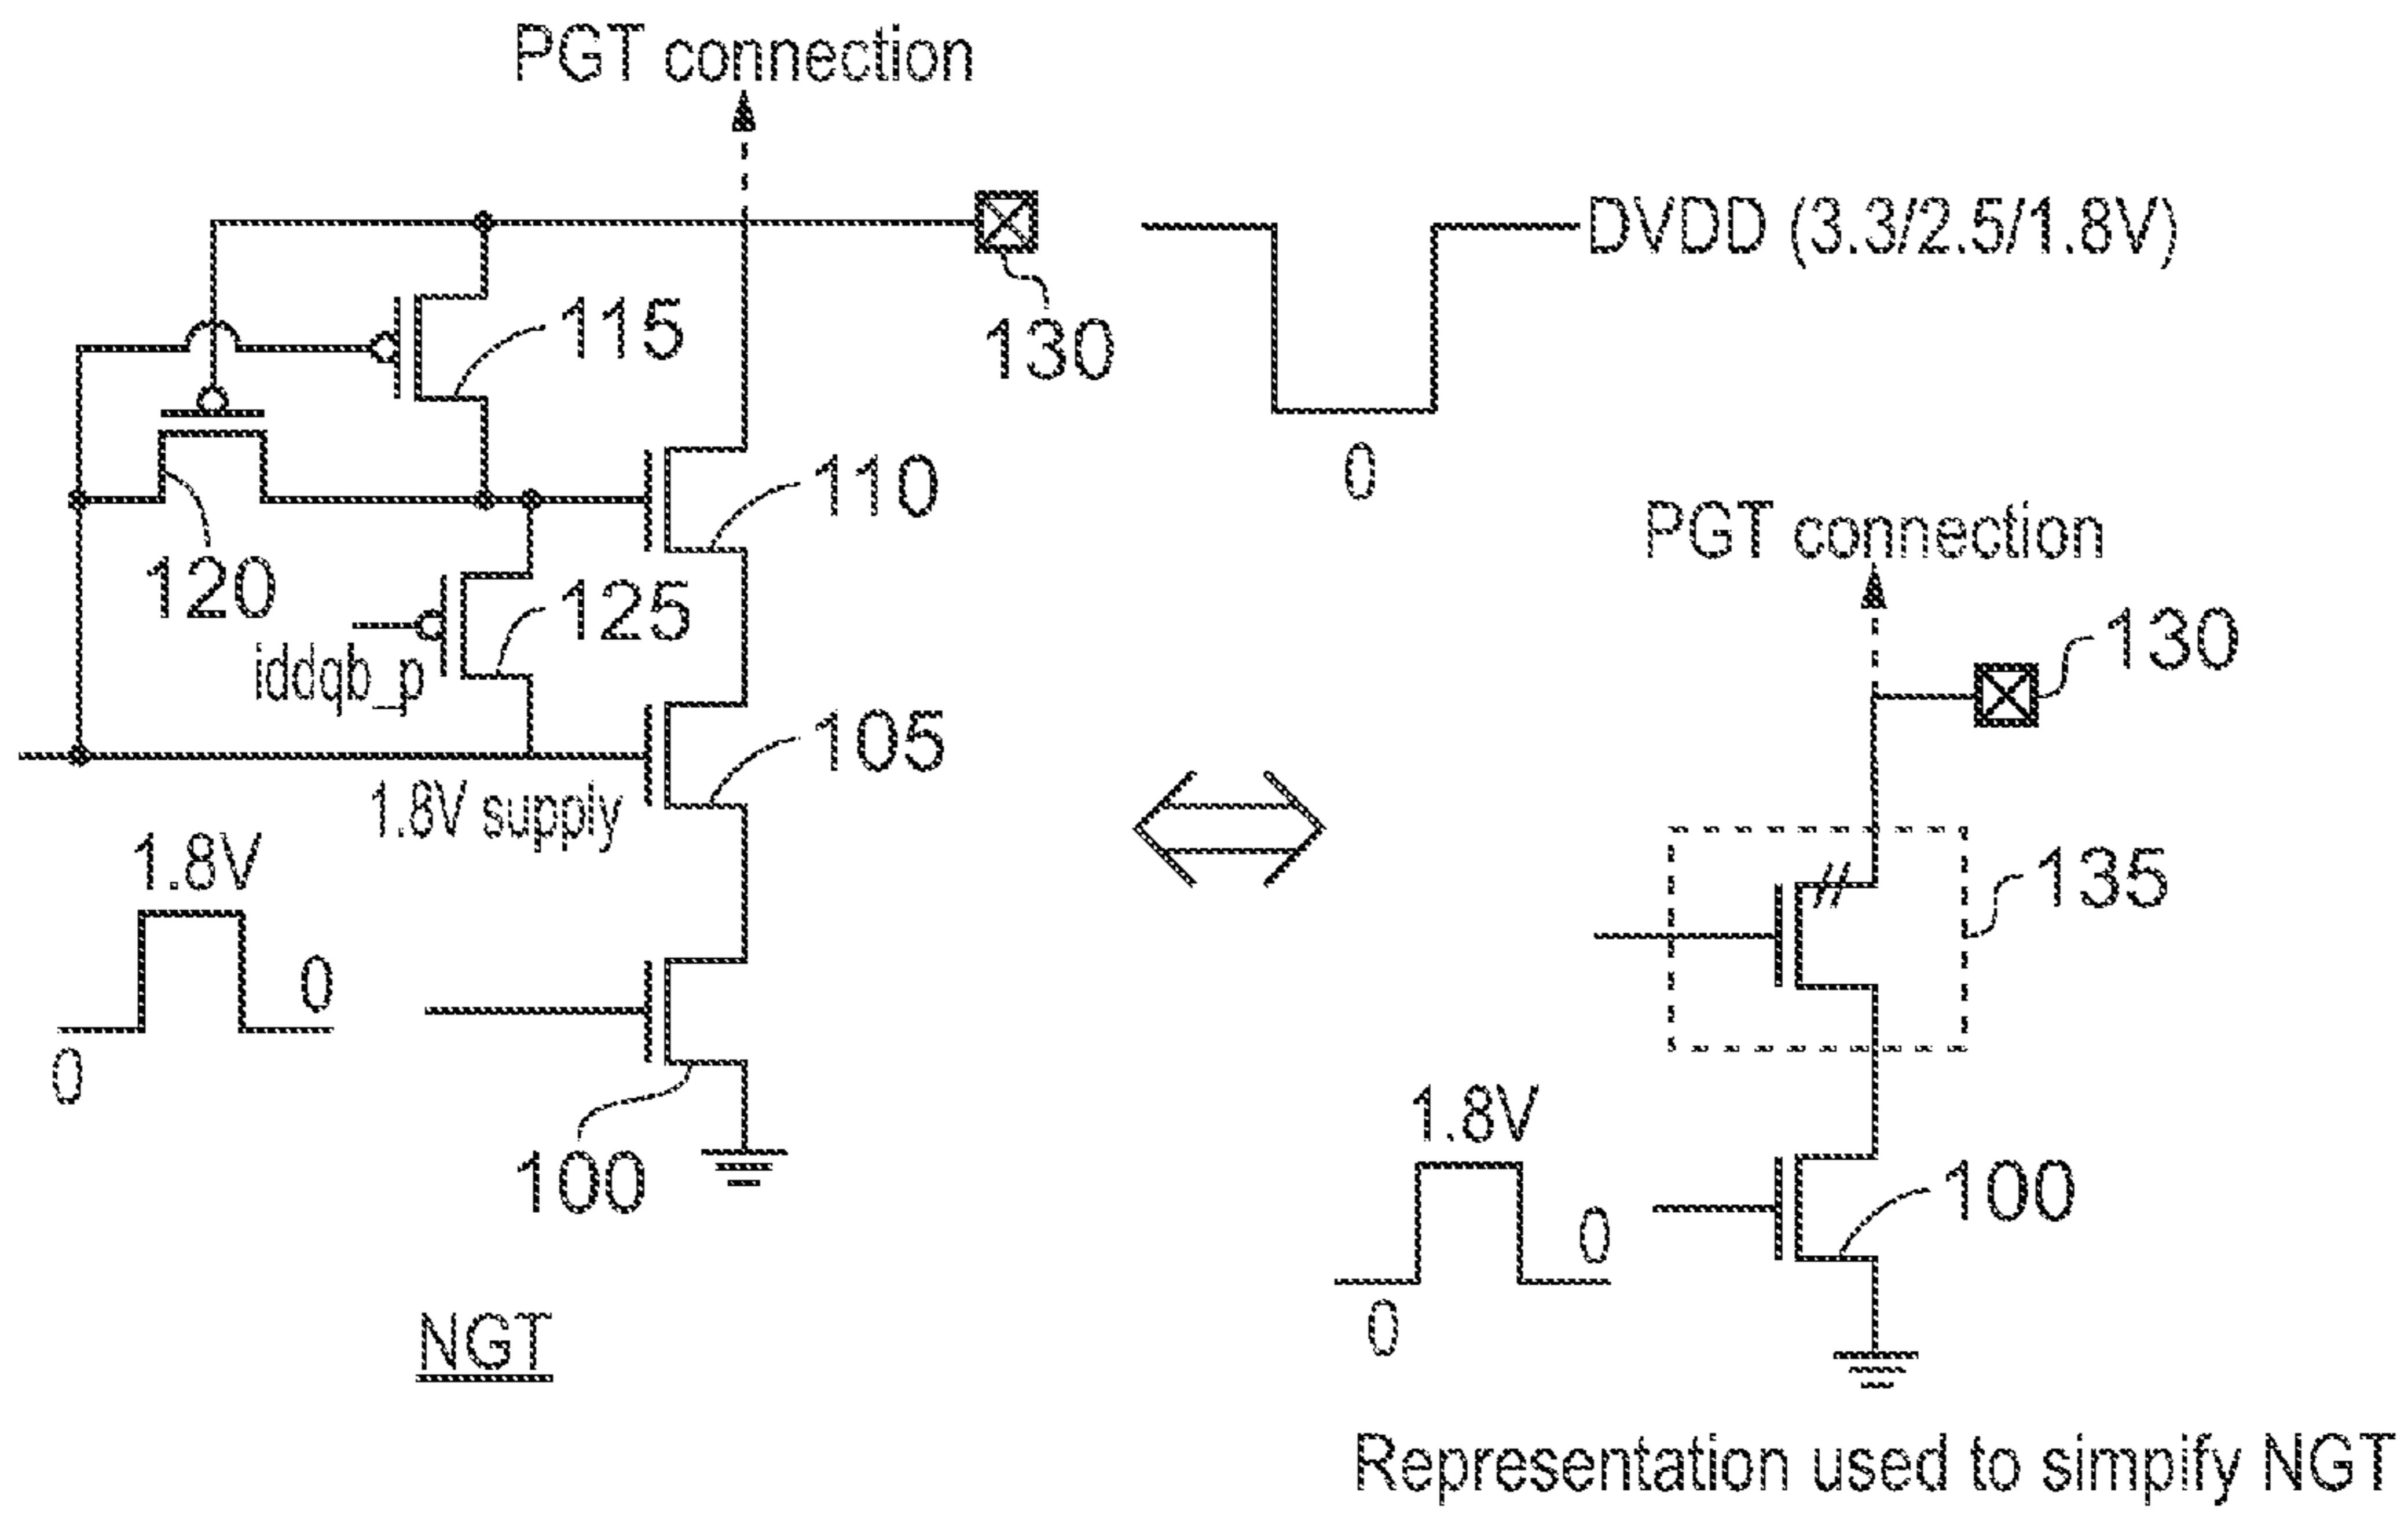 PGT connection
DVDD (3.3/2.5/1.8V)
130
0
115
110
120
125
iddqb_p
105
1.8V supply
1.8V
0
0
100
NGT
PGT connection
130
135
1.8V
0
0
100
Representation used to simpify NGT